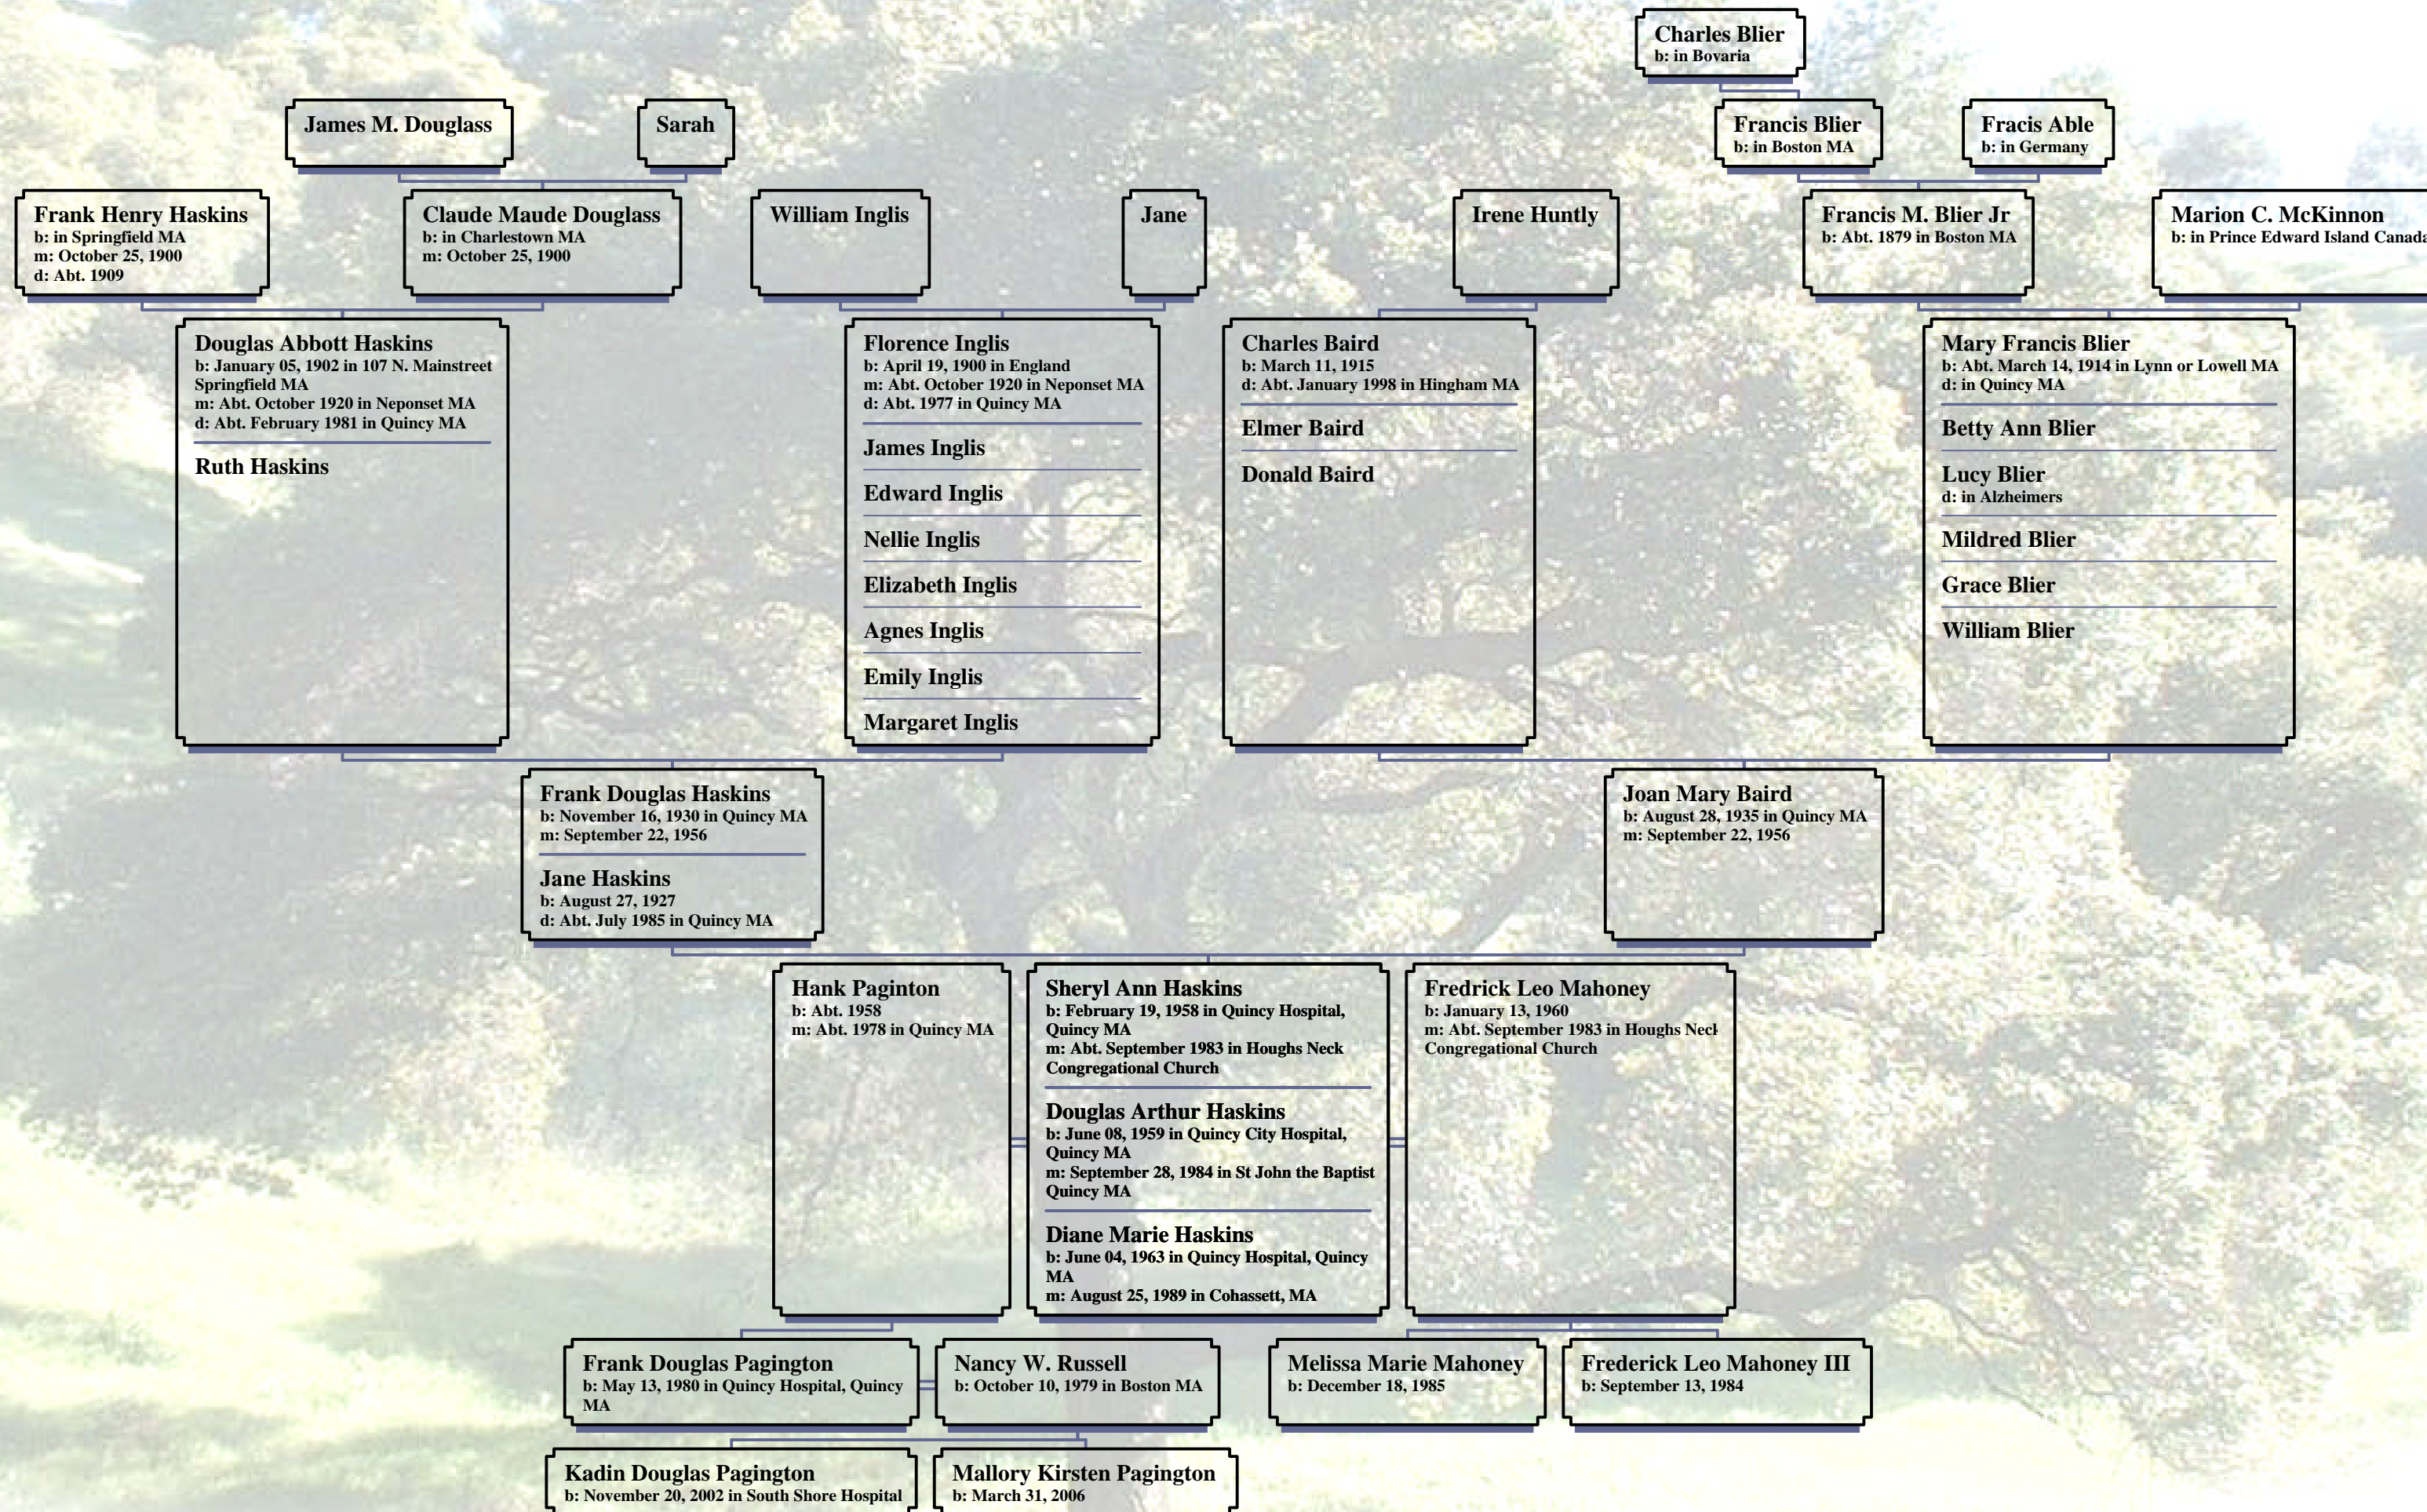 Charles Blier
b: in Bovaria
James M. Douglass
Sarah
Francis Blier
b: in Boston MA
Fracis Able
b: in Germany
Frank Henry Haskins
b: in Springfield MA
m: October 25, 1900
d: Abt. 1909
Claude Maude Douglass
b: in Charlestown MA
m: October 25, 1900
William Inglis
Jane
Irene Huntly
Francis M. Blier Jr
b: Abt. 1879 in Boston MA
Marion C. McKinnon
b: in Prince Edward Island Canada
Douglas Abbott Haskins
b: January 05, 1902 in 107 N. Mainstreet
Springfield MA
m: Abt. October 1920 in Neponset MA
d: Abt. February 1981 in Quincy MA
Ruth Haskins
Florence Inglis
b: April 19, 1900 in England
m: Abt. October 1920 in Neponset MA
d: Abt. 1977 in Quincy MA
James Inglis
Edward Inglis
Nellie Inglis
Elizabeth Inglis
Agnes Inglis
Emily Inglis
Margaret Inglis
Charles Baird
b: March 11, 1915
d: Abt. January 1998 in Hingham MA
Elmer Baird
Donald Baird
Mary Francis Blier
b: Abt. March 14, 1914 in Lynn or Lowell MA
d: in Quincy MA
Betty Ann Blier
Lucy Blier
d: in Alzheimers
Mildred Blier
Grace Blier
William Blier
Frank Douglas Haskins
b: November 16, 1930 in Quincy MA
m: September 22, 1956
Jane Haskins
b: August 27, 1927
d: Abt. July 1985 in Quincy MA
Joan Mary Baird
b: August 28, 1935 in Quincy MA
m: September 22, 1956
Hank Paginton
b: Abt. 1958
m: Abt. 1978 in Quincy MA
Sheryl Ann Haskins
b: February 19, 1958 in Quincy Hospital,
Quincy MA
m: Abt. September 1983 in Houghs Neck
Congregational Church
Douglas Arthur Haskins
b: June 08, 1959 in Quincy City Hospital,
Quincy MA
m: September 28, 1984 in St John the Baptist
Quincy MA
Diane Marie Haskins
b: June 04, 1963 in Quincy Hospital, Quincy
MA
m: August 25, 1989 in Cohassett, MA
Fredrick Leo Mahoney
b: January 13, 1960
m: Abt. September 1983 in Houghs Neck
Congregational Church
Frank Douglas Pagington
b: May 13, 1980 in Quincy Hospital, Quincy
MA
Nancy W. Russell
b: October 10, 1979 in Boston MA
Melissa Marie Mahoney
b: December 18, 1985
Frederick Leo Mahoney III
b: September 13, 1984
Kadin Douglas Pagington
b: November 20, 2002 in South Shore Hospital
Mallory Kirsten Pagington
b: March 31, 2006